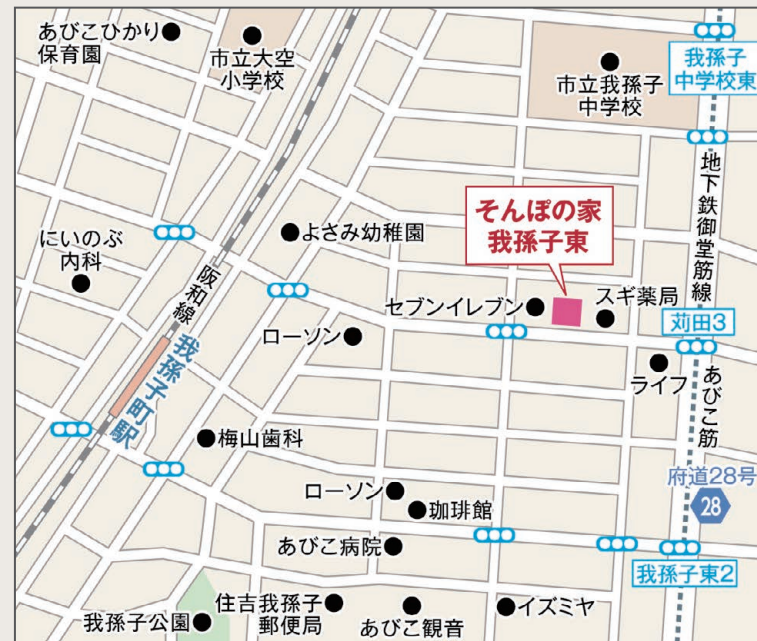 あびこひかり
保育園
市立大空
小学校
市立我孫子
中学校
我孫子
中学校東
地下鉄御堂筋線
そんぽの家
我孫子東
よさみ幼稚園
にいのぶ
内科
阪和線
セブンイレブン
スギ薬局
苅田3
ローソン
我孫子町駅
ライフ
あびこ筋
梅山歯科
府道28号
28
ローソン
珈琲館
あびこ病院
我孫子東2
住吉我孫子
郵便局
あびこ観音
イズミヤ
我孫子公園